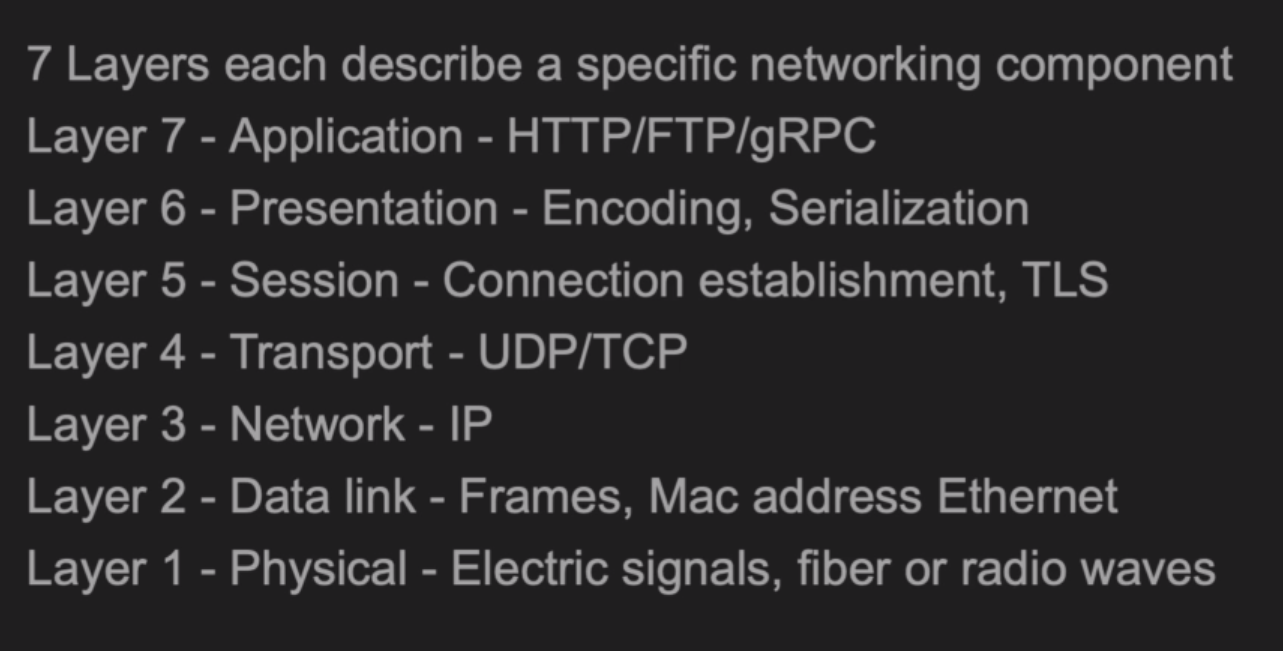 7 Layers each describe a specific networking component
Layer 7 - Application - HTTP/FTP/gRPC
Layer 6 - Presentation - Encoding, Serialization
Layer 5 - Session - Connection establishment, TLS
Layer 4 - Transport - UDP/TCP
Layer 3 - Network - IP
Layer 2 - Data link - Frames, Mac address Ethernet
Layer 1 - Physical - Electric signals, fiber or radio waves